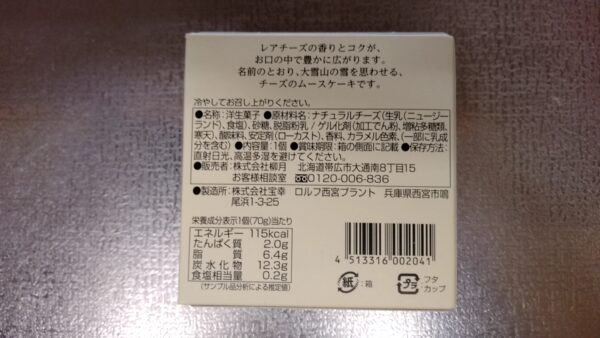 レアチーズの香りとコクが、
お口の中で豊かに広がります。
名前のとおり、大雪山の雪を思わせる、
チーズのムースケーキです。
冷やしてお召し上がりください。
●名称:洋生菓子 ●原材料名:ナチュラルチーズ(生乳(ニュージー
ランド)、食塩)、砂糖、脱脂粉乳/ゲル化剤(加工でん粉、増粘多糖類、
寒天)、酸味料、安定剤(ローカスト)、香料、カラメル色素、(一部に乳成
分を含む) ●内容量:1個 ●賞味期限:箱の側面に記載 ●保存方法:
直射日光、高温多湿を避けてください。
●販売者:株式会社柳月 北海道帯広市大通南8丁目15
お客様相談室 0120-006-836
●製造所:株式会社宝幸 ロルフ西宮プラント 兵庫県西宮市鳴
尾浜1-3-25
栄養成分表示1個(70g)当たり
エネルギー 115kcal
たんぱく質 2.0g
脂質 6.4g
炭水化物 12.3g
食塩相当量 0.2g
(サンプル品分析による推定値)
4 513316 002041
紙 :箱
プラ フタ
カップ